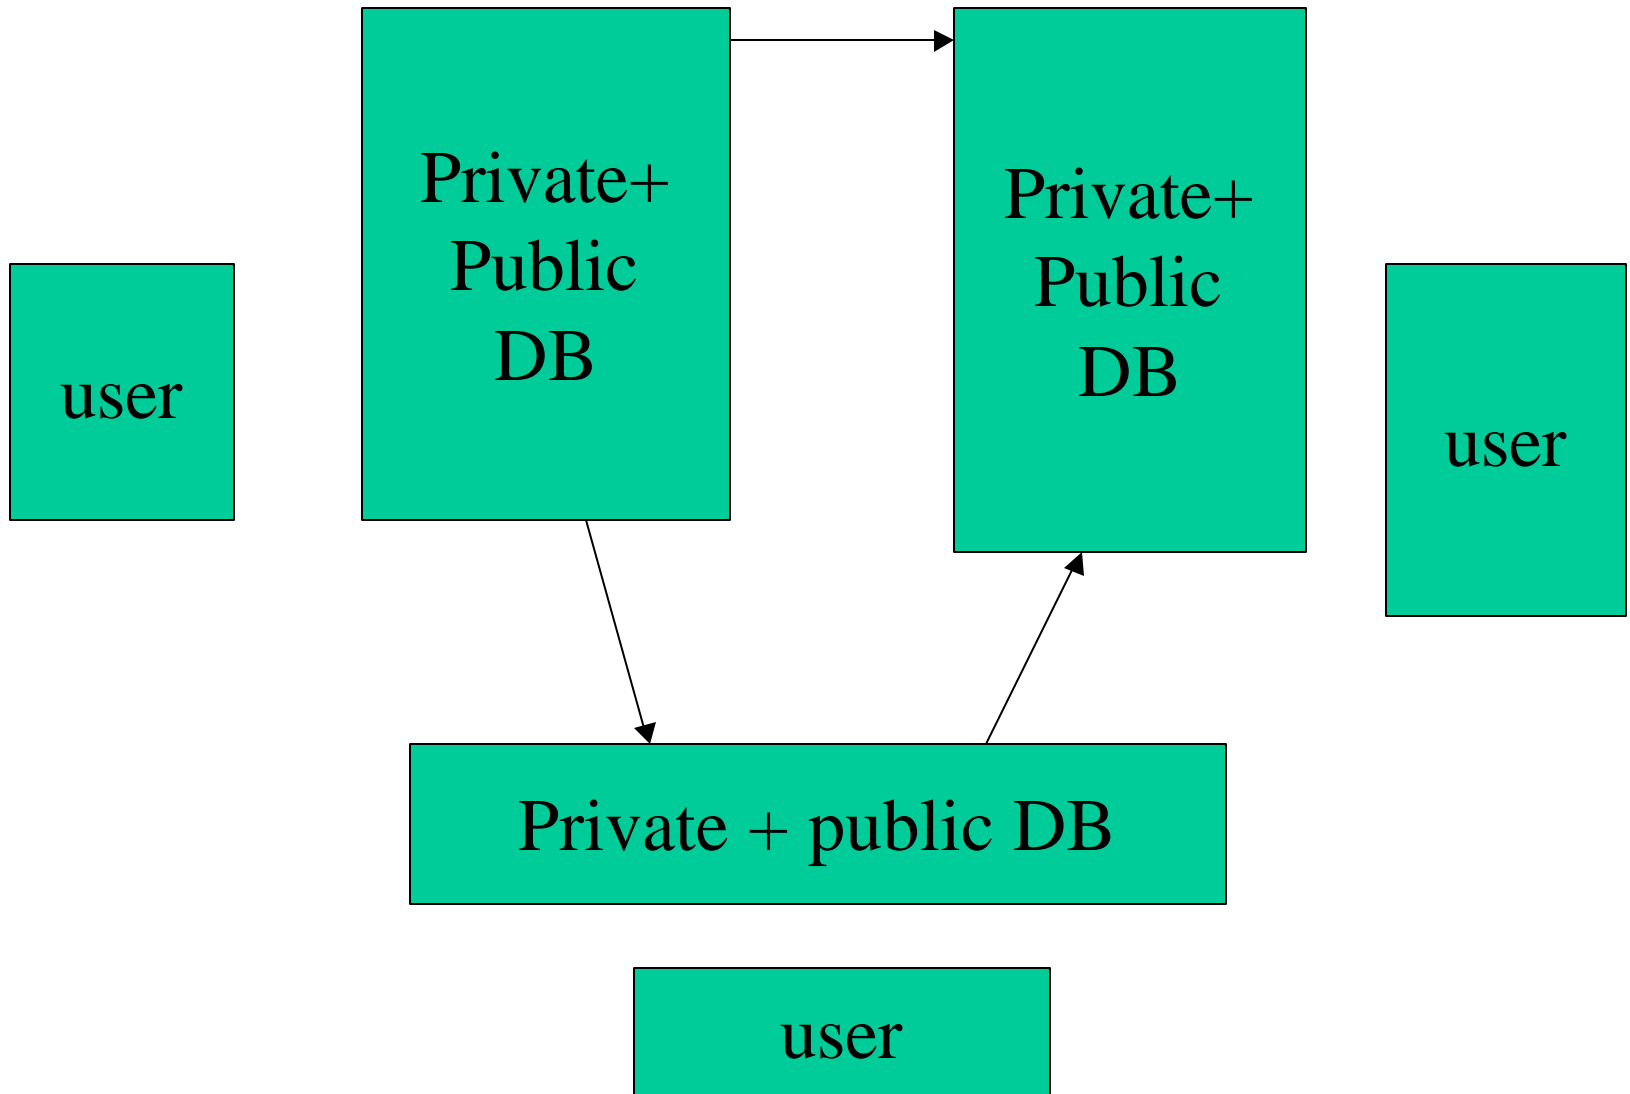 Private+
Public
DB
Private+
Public
DB
user
user
Private + public DB
user